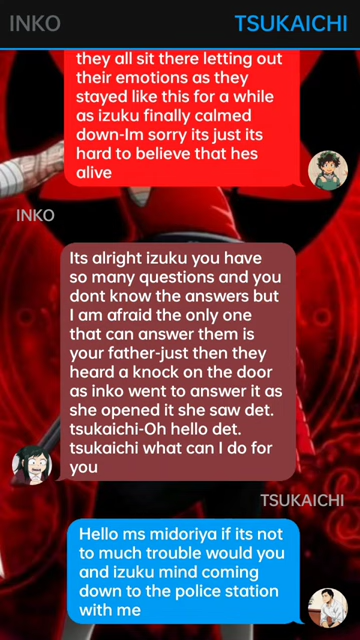 INKO TSUKAICHI
they all sit there letting out
their emotions as they
stayed like this for a while
as izuku finally calmed
down-Im sorry its just its
hard to believe that hes
alive
INKO
Its alright izuku you have
so many questions and you
dont know the answers but
I am afraid the only one
that can answer them is
your father-just then they
heard a knock on the door
as inko went to answer it as
she opened it she saw det.
tsukaichi-Oh hello det.
tsukaichi what can I do for
you
TSUKAICHI
Hello ms midoriya if its not
to much trouble would you
and izuku mind coming
down to the police station
with me